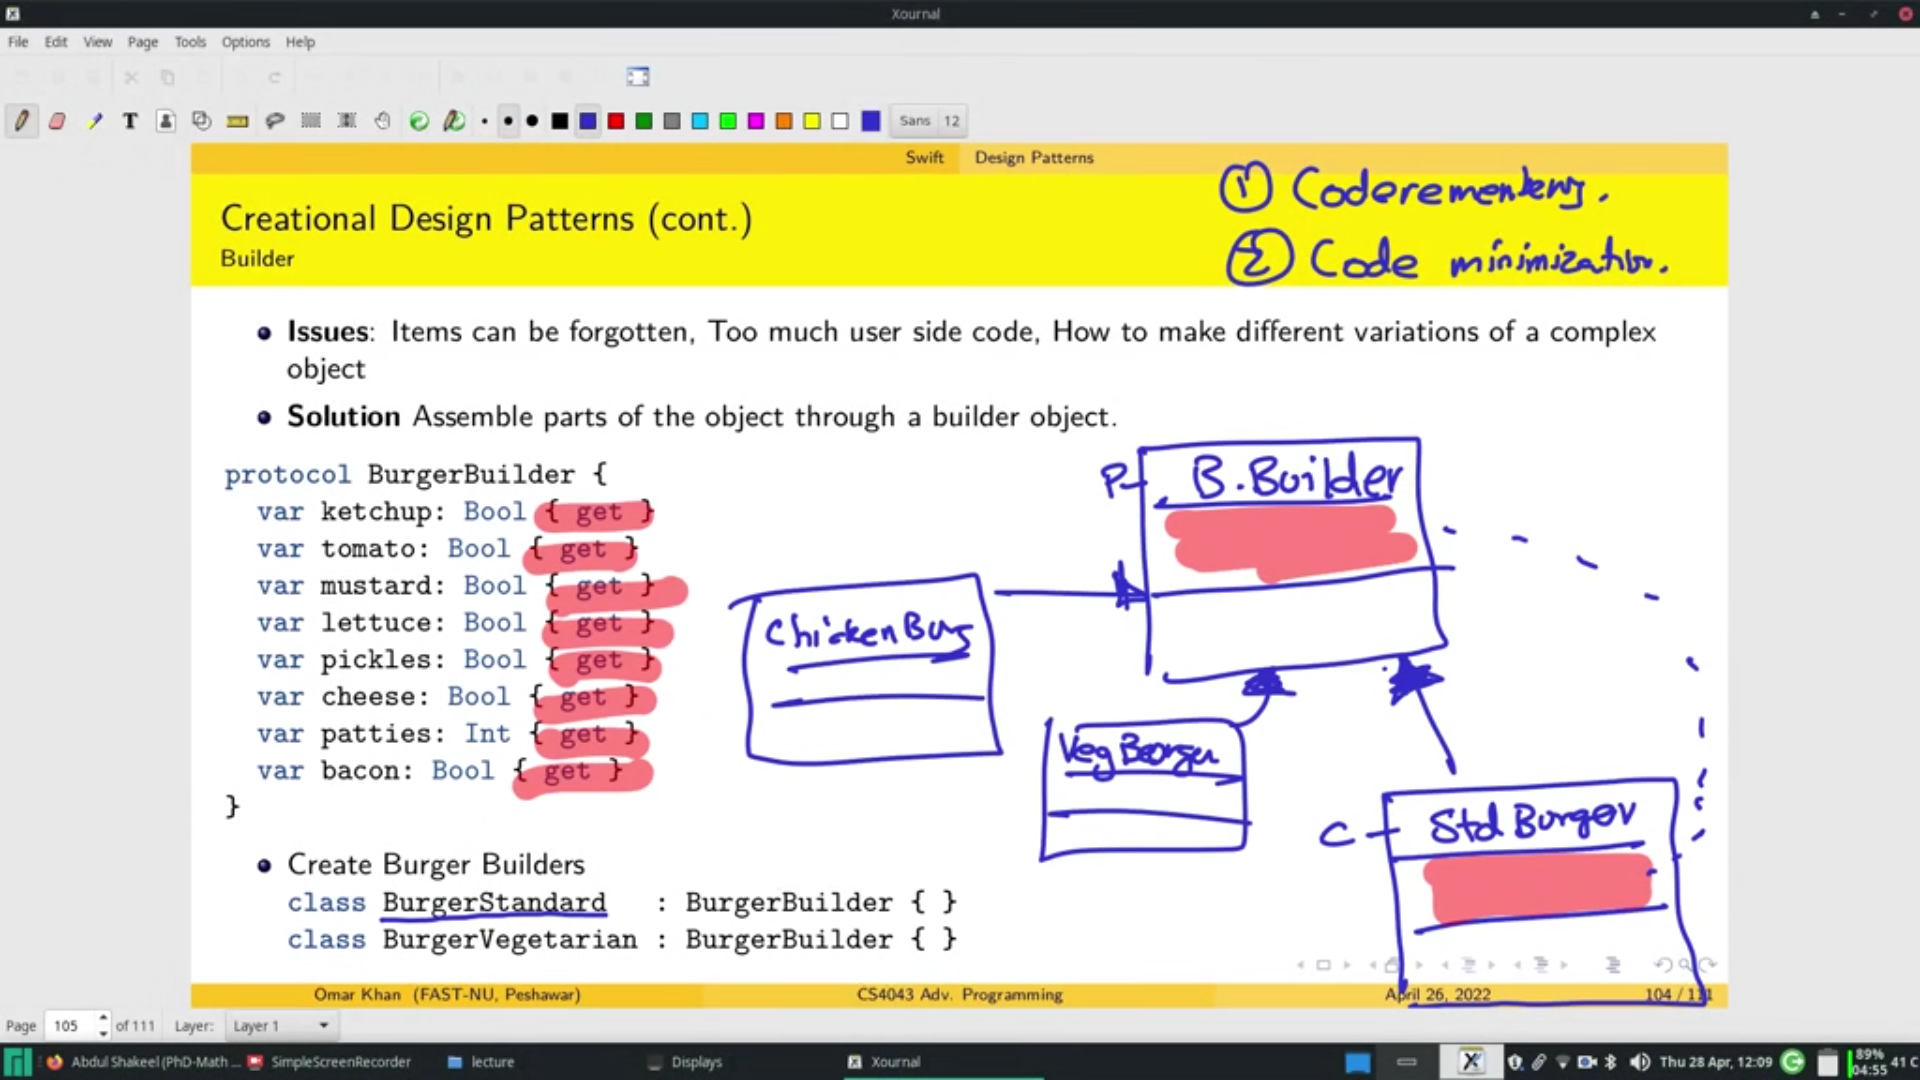 Xournal
File Edit View Page Tools Options Help
T Sans 12
Swift Design Patterns
Creational Design Patterns (cont.)
Builder
① Coderementery.
② Code minimization.
Issues: Items can be forgotten, Too much user side code, How to make different variations of a complex
object
Solution Assemble parts of the object through a builder object.
protocol BurgerBuilder {
var ketchup: Bool { get }
var tomato: Bool { get }
var mustard: Bool { get }
var lettuce: Bool { get }
var pickles: Bool { get }
var cheese: Bool { get }
var patties: Int { get }
var bacon: Bool { get }
}
P B.Builder
Chicken Burg
Veg Beorger
C Std Burger
Create Burger Builders
class BurgerStandard : BurgerBuilder { }
class BurgerVegetarian : BurgerBuilder { }
Omar Khan (FAST-NU, Peshawar) CS4043 Adv. Programming April 26, 2022 104 / 111
Page 105 of 111 Layer: Layer 1
Abdul Shakeel (PhD-Math ... SimpleScreenRecorder lecture Displays Xournal Thu 28 Apr, 12:09 89% 04:55 41 C